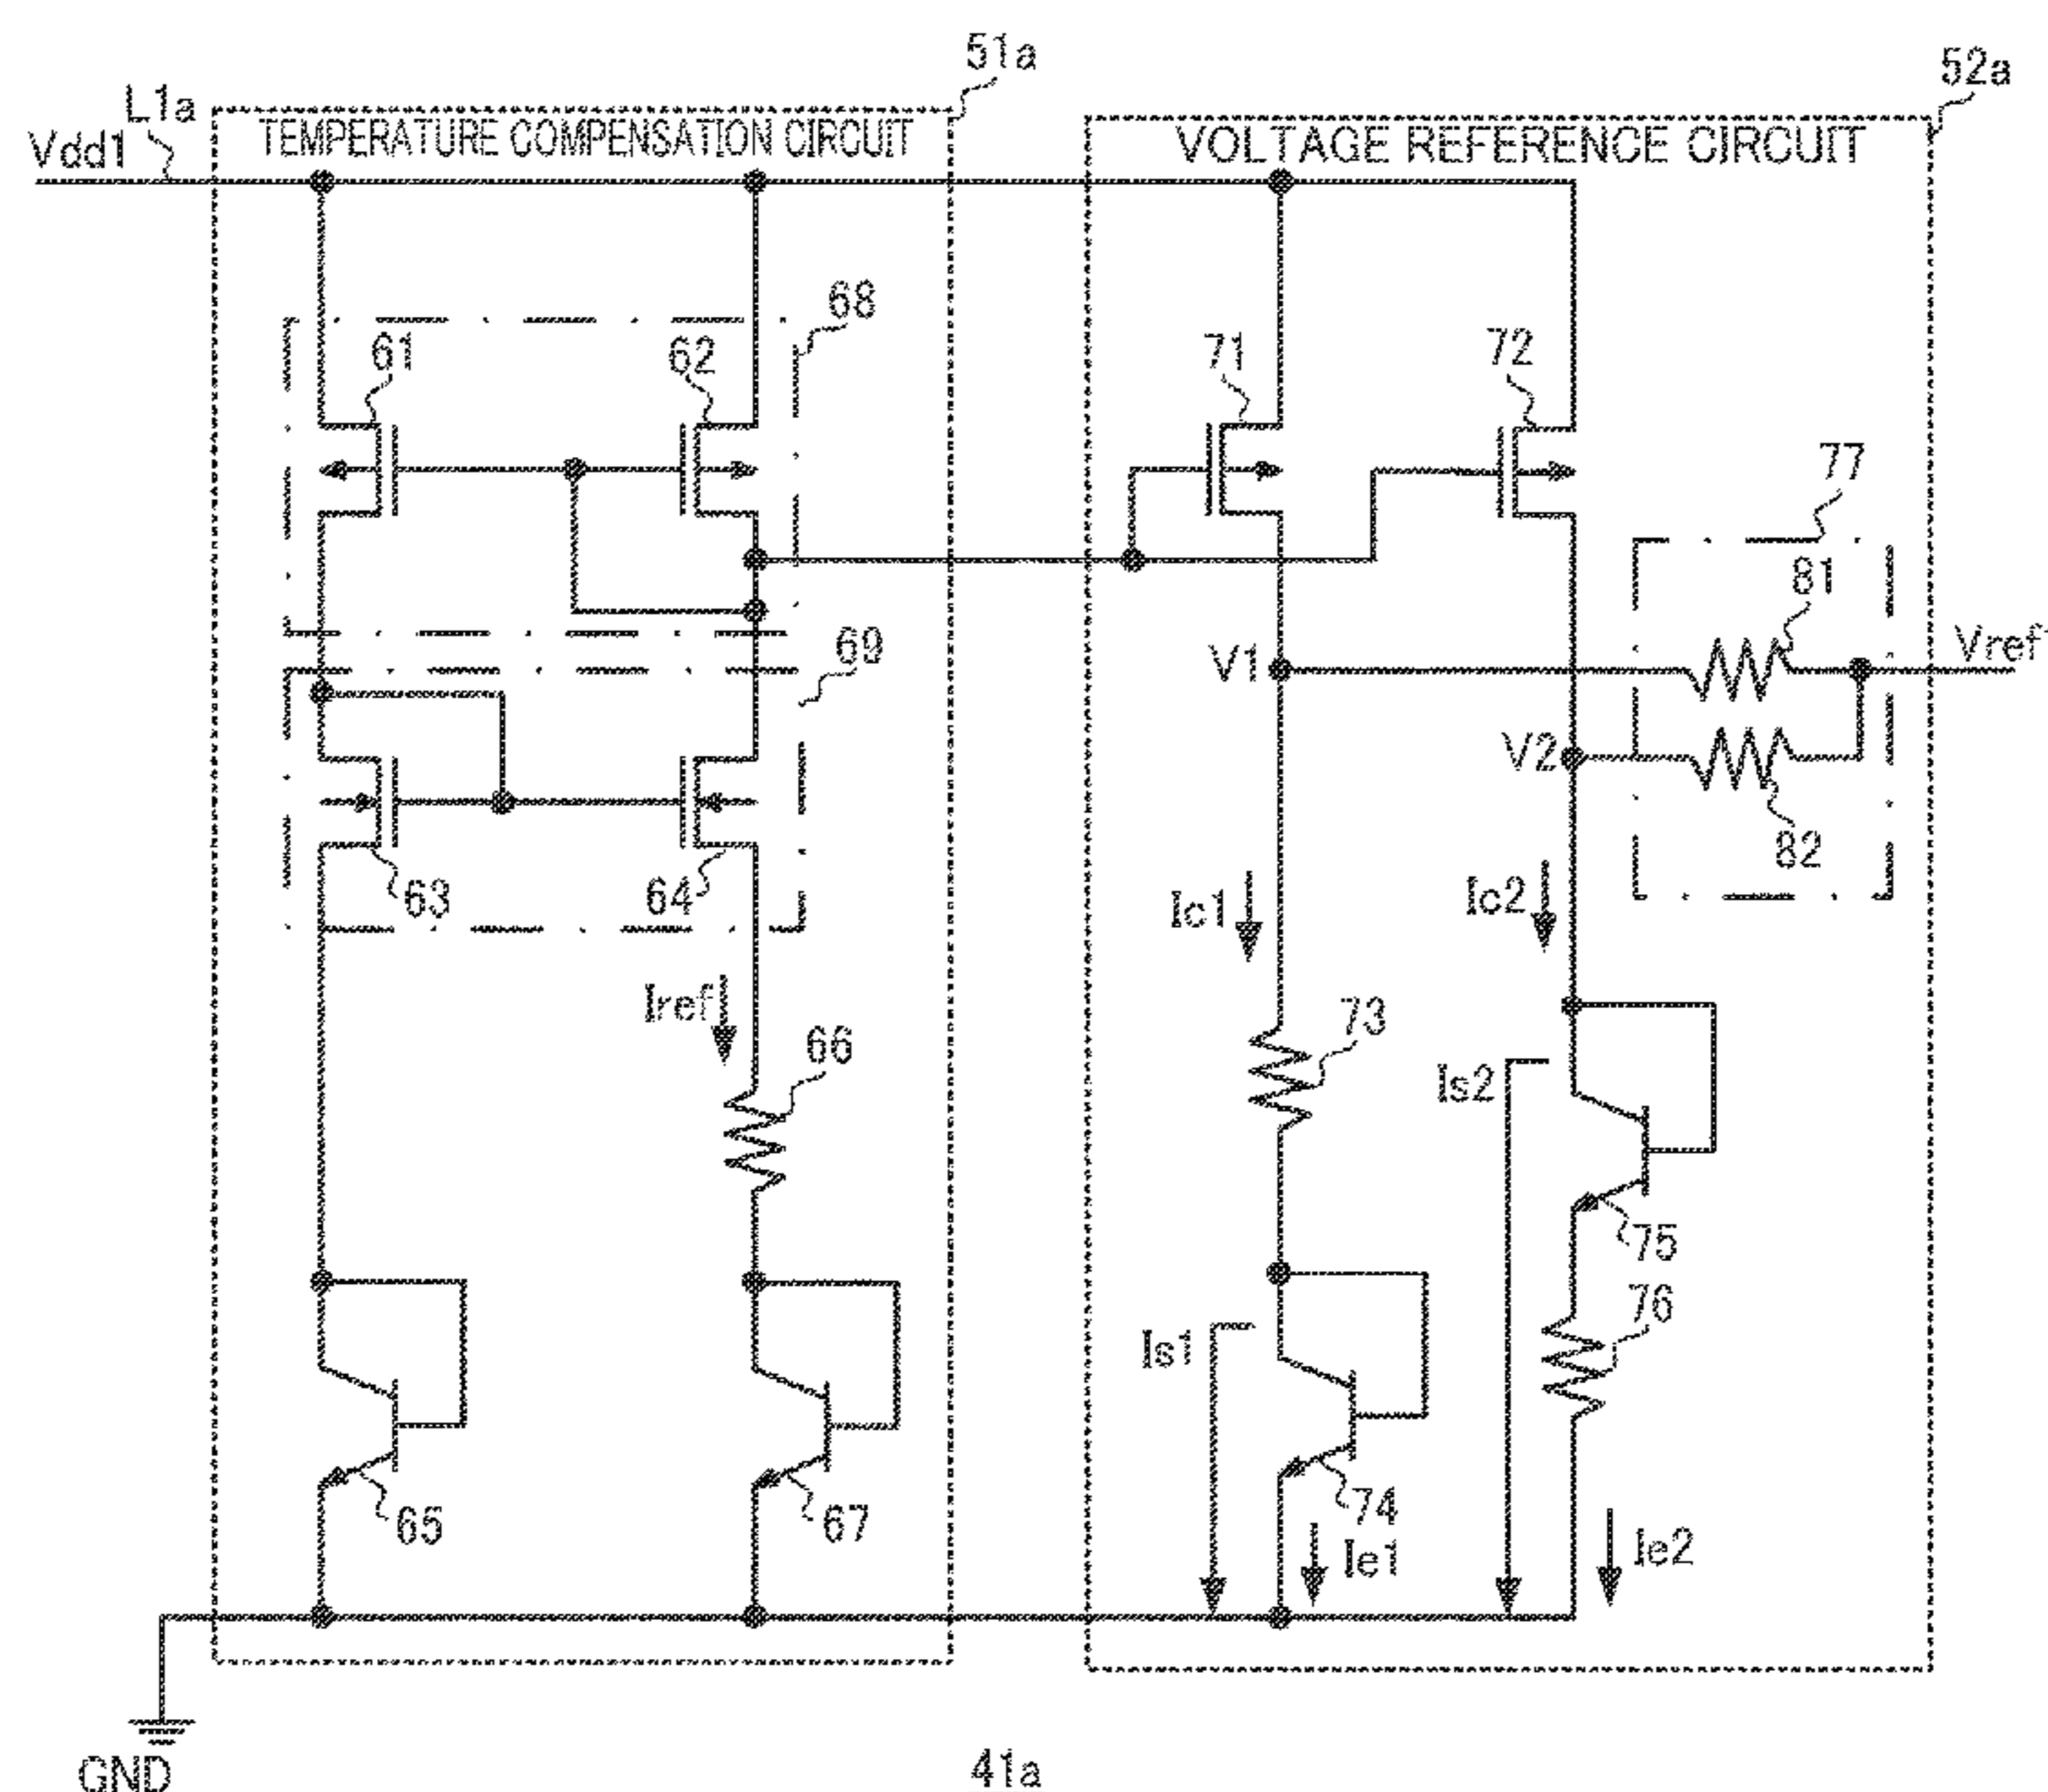 51a
52a
L1a
Vdd1
TEMPERATURE COMPENSATION CIRCUIT
VOLTAGE REFERENCE CIRCUIT
68
61
62
71
72
77
81
69
V1
Vref
V2
82
63
64
Ic1
Ic2
Iref
66
73
Is2
75
76
Is1
65
67
74
Ie1
Ie2
GND
41a